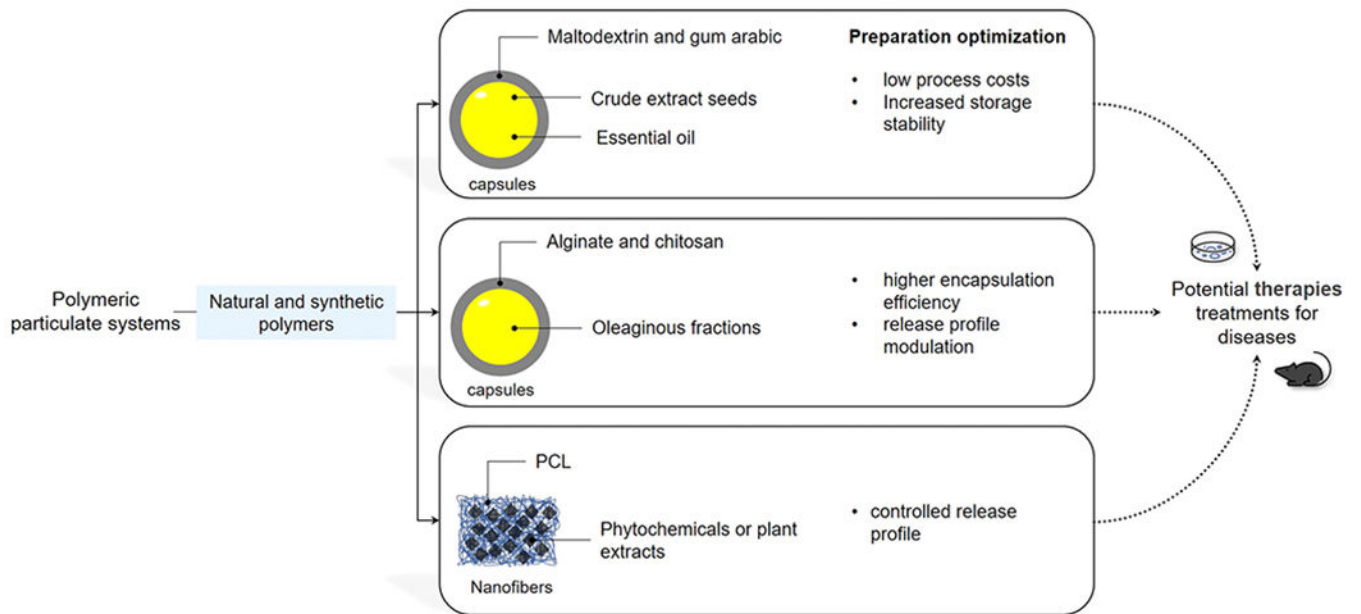 Polymeric
particulate systems
Natural and synthetic
polymers
Maltodextrin and gum arabic
Crude extract seeds
Essential oil
capsules
Preparation optimization
• low process costs
• Increased storage
stability
Alginate and chitosan
Oleaginous fractions
capsules
• higher encapsulation
efficiency
• release profile
modulation
PCL
Phytochemicals or plant
extracts
Nanofibers
• controlled release
profile
Potential therapies
treatments for
diseases